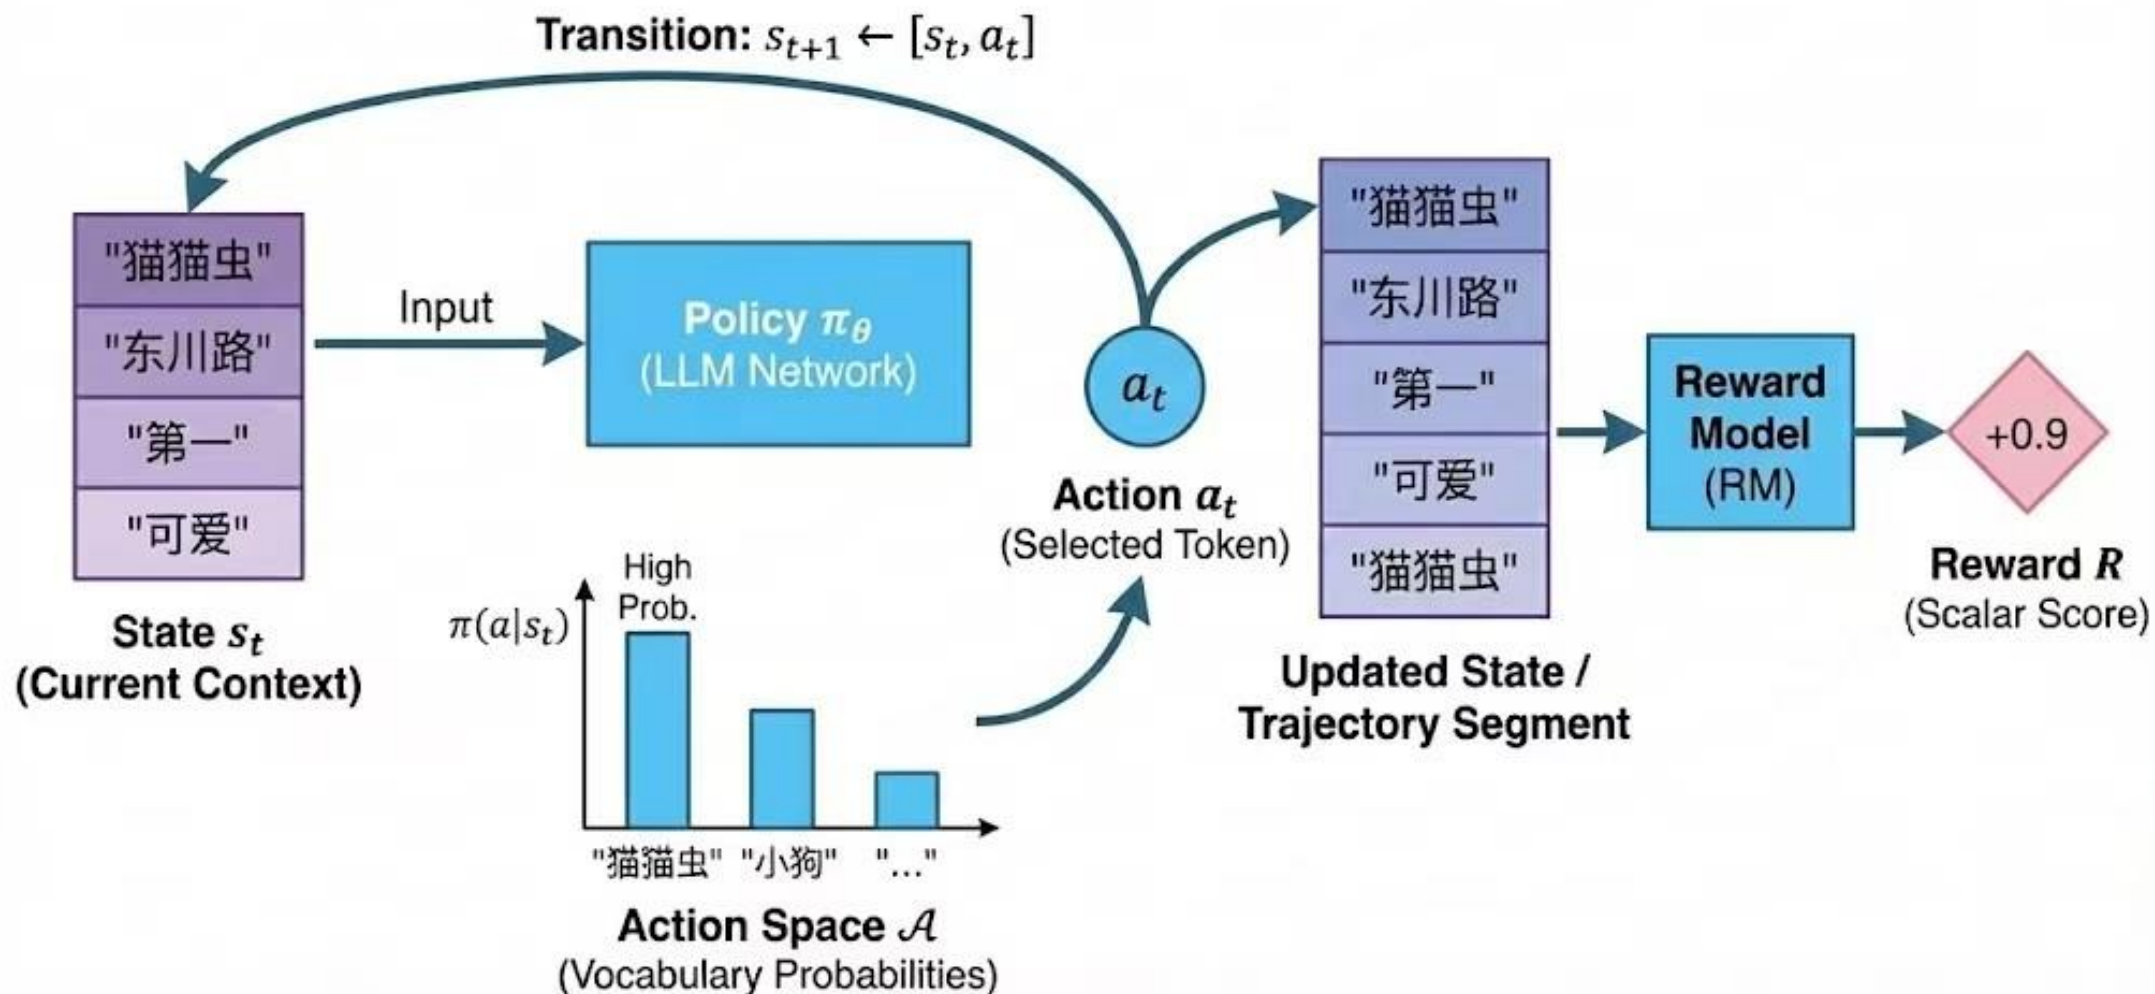 Transition: s_{t+1} ← [s_t, a_t]
"猫猫虫"
"东川路"
"第一"
"可爱"
State s_t
(Current Context)
Input
Policy π_θ
(LLM Network)
π(a|s_t)
High
Prob.
"猫猫虫" "小狗" "..."
Action Space 𝒜
(Vocabulary Probabilities)
a_t
Action a_t
(Selected Token)
"猫猫虫"
"东川路"
"第一"
"可爱"
"猫猫虫"
Updated State /
Trajectory Segment
Reward
Model
(RM)
+0.9
Reward R
(Scalar Score)